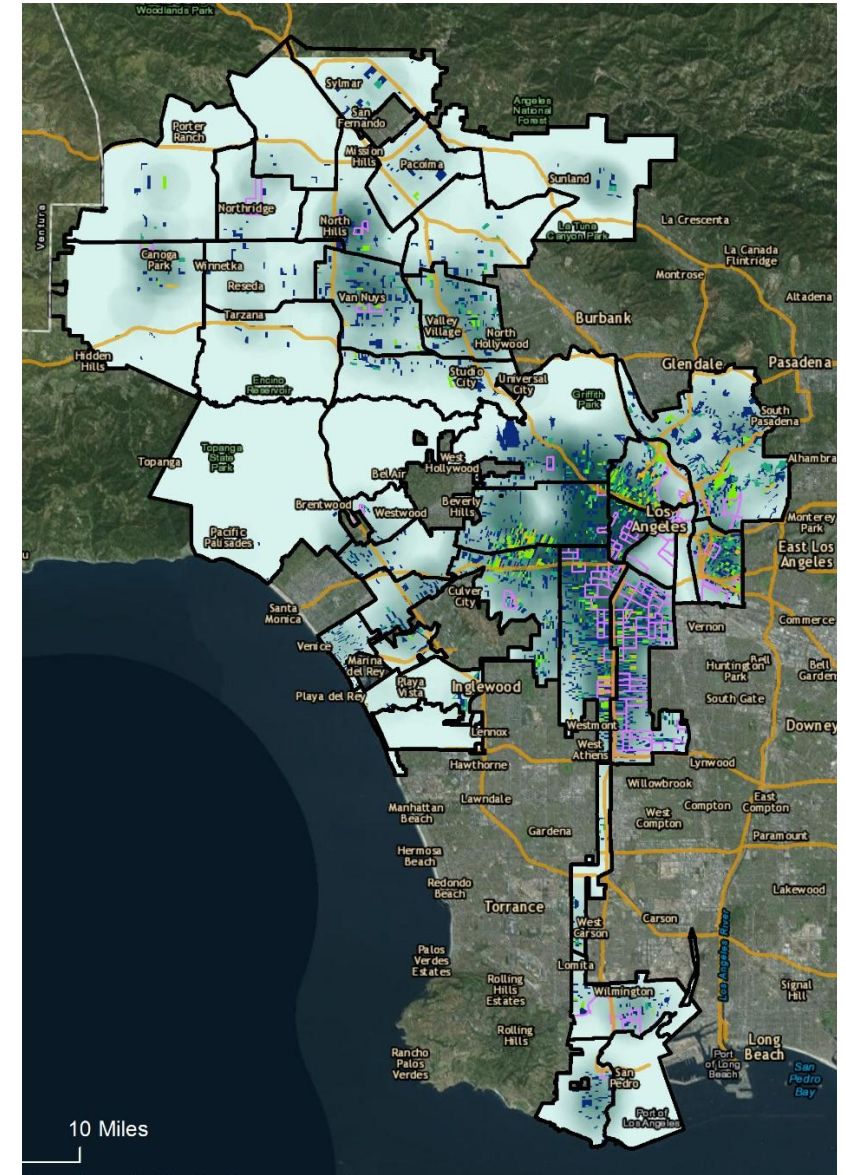 Woodlands Park
Sylmar
San
Fernando
Angeles
National
Forest
Porter
Ranch
Mission
Hills
Pacoima
Sunland
Northridge
North
Hills
La Tuna
Canyon Park
La Crescenta
Ventura
Canoga
Park
Winnetka
Reseda
La Canada
Flintridge
Montrose
Van Nuys
Altadena
Tarzana
Valley
Village
North
Hollywood
Burbank
Hidden
Hills
Encino
Reservoir
Studio
City
Universal
City
Glendale
Pasadena
Griffith
Park
South
Pasadena
Topanga
Topanga
State
Park
Bel Air
West
Hollywood
Alhambra
Brentwood
Westwood
Beverly
Hills
Los
Angeles
Monterey
Park
Pacific
Palisades
East Los
Angeles
Culver
City
Santa
Monica
Vernon
Commerce
Venice
Marina
del Rey
Huntington
Park
Bell
Bell
Garden
Playa del Rey
Playa
Vista
Inglewood
South Gate
Westmont
Downey
Lennox
West
Athens
Hawthorne
Lynwood
Willowbrook
Manhattan
Beach
Lawndale
West
Compton
Compton
East
Compton
Gardena
Paramount
Hermosa
Beach
Redondo
Beach
Lakewood
Torrance
West
Carson
Carson
Los Angeles River
Palos
Verdes
Estates
Lomita
Rolling
Hills
Estates
Wilmington
Signal
Hill
Rolling
Hills
Long
Beach
Rancho
Palos
Verdes
San
Pedro
Port
of Long
Beach
San
Pedro
Bay
Port of
Los Angeles
10 Miles